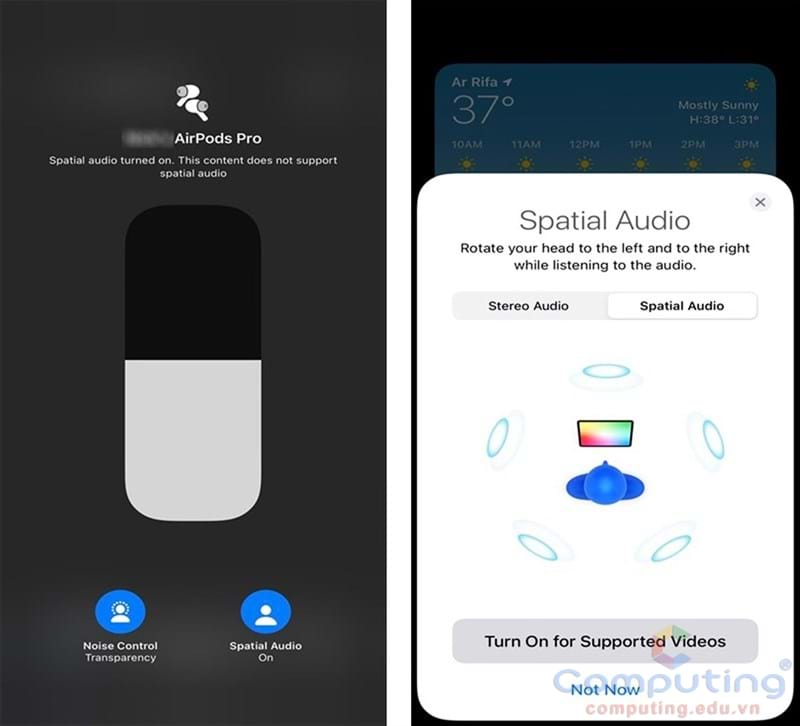 AirPods Pro
Spatial audio turned on. This content does not support
spatial audio
Noise Control
Transparency
Spatial Audio
On
Ar Rifa
37°
Mostly Sunny
H:38° L:31°
10AM 11AM 12PM 1PM 2PM 3PM
Spatial Audio
Rotate your head to the left and to the right
while listening to the audio.
Stereo Audio
Spatial Audio
Turn On for Supported Videos
Not Now
Computing®
computing.edu.vn